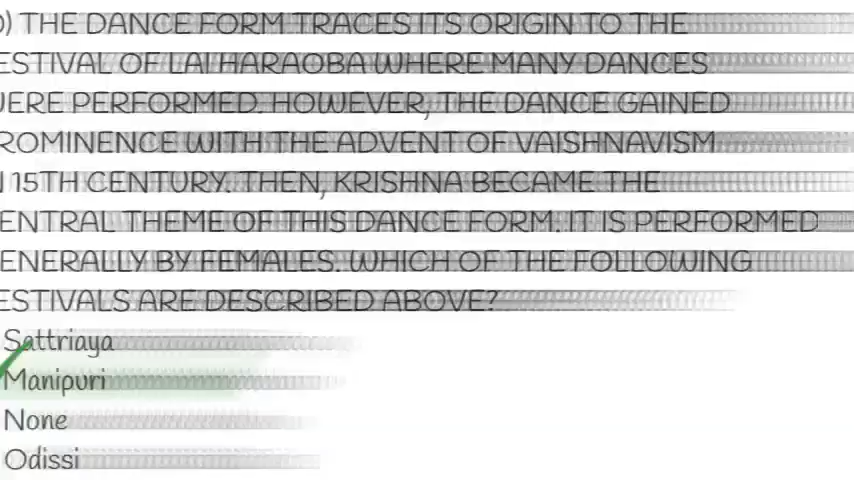 ) THE DANCE FORM TRACES ITS ORIGIN TO THE
ESTIVAL OF LAI HARAOBA WHERE MANY DANCES
ERE PERFORMED. HOWEVER, THE DANCE GAINED
ROMINENCE WITH THE ADVENT OF VAISHNAVISM
15TH CENTURY. THEN, KRISHNA BECAME THE
ENTRAL THEME OF THIS DANCE FORM. IT IS PERFORMED
ENERALLY BY FEMALES. WHICH OF THE FOLLOWING
ESTIVALS ARE DESCRIBED ABOVE?
Sattriaya
Manipuri
None
Odissi